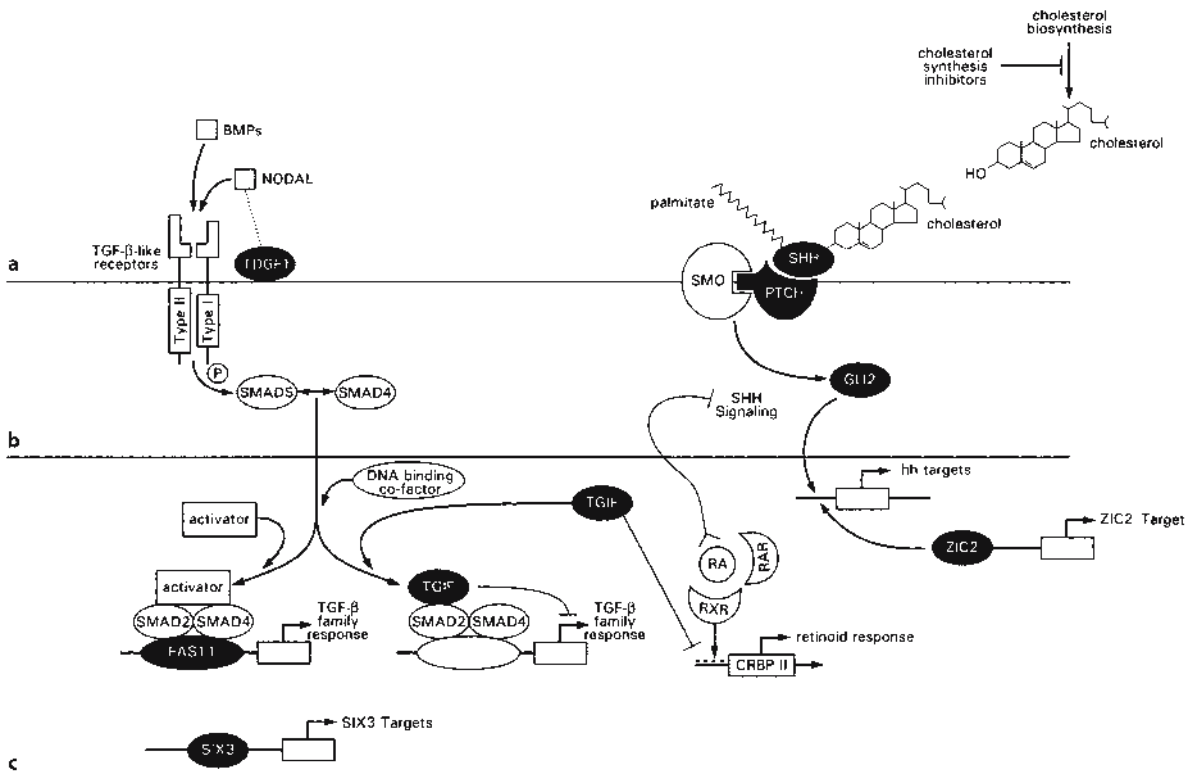 cholesterol
biosynthesis
cholesterol
synthesis
inhibitors
cholesterol
HO
BMPs
NODAL
palmitate
cholesterol
TGF-β-like
receptors
TDGF1
SHH
SMO
PTCH
a
Type II
Type I
P
SMADS
SMAD4
GLI2
SHH
Signaling
b
DNA binding
co-factor
hh targets
TGIF
activator
ZIC2 Target
ZIC2
RA
RAR
activator
TGIF
RXR
SMAD2
SMAD4
TGF-β
family
response
SMAD2
SMAD4
TGF-β
family
response
retinoid response
FAST1
CRBP II
SIX3 Targets
SIX3
c